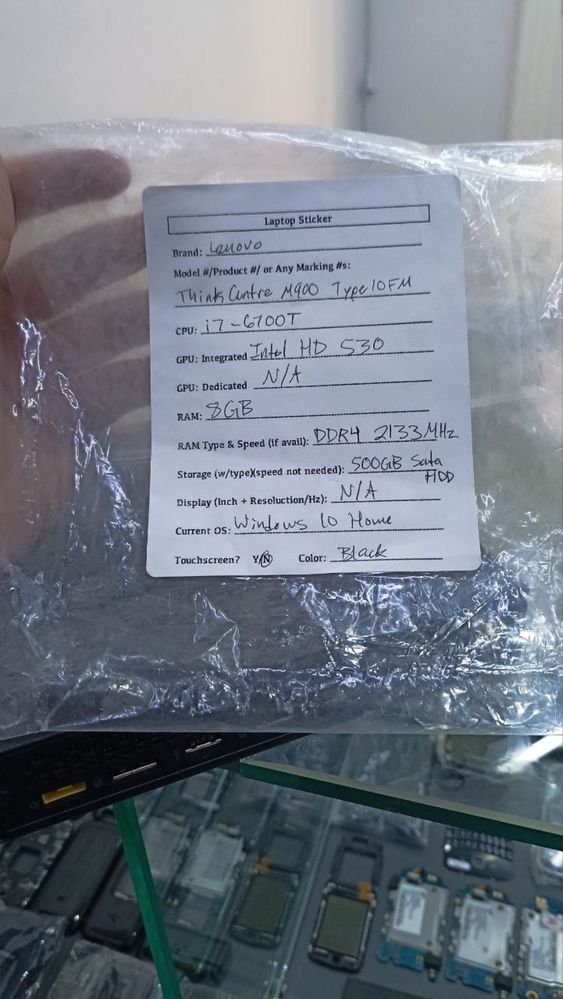 Laptop Sticker
Brand: Lenovo
Model #/Product #/ or Any Marking #s:
Think Centre M900 Type 10FM
CPU: i7-6700T
GPU: Integrated Intel HD 530
GPU: Dedicated N/A
RAM: 8GB
RAM Type & Speed (if avail): DDR4 2133MHz
Storage (w/type)(speed not needed): 500GB Sata
HDD
Display (Inch + Resoluction/Hz): N/A
Current OS: Windows 10 Home
Touchscreen? Y/N Color: Black